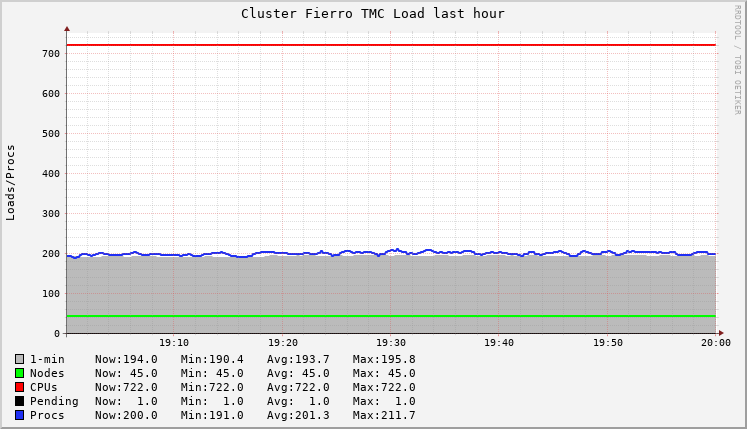 Cluster Fierro TMC Load last hour
RRDTOOL / TOBI OETIKER
Loads/Procs
700
600
500
400
300
200
100
0
19:10 19:20 19:30 19:40 19:50 20:00
1-min Now:194.0 Min:190.4 Avg:193.7 Max:195.8
Nodes Now: 45.0 Min: 45.0 Avg: 45.0 Max: 45.0
CPUs Now:722.0 Min:722.0 Avg:722.0 Max:722.0
Pending Now: 1.0 Min: 1.0 Avg: 1.0 Max: 1.0
Procs Now:200.0 Min:191.0 Avg:201.3 Max:211.7